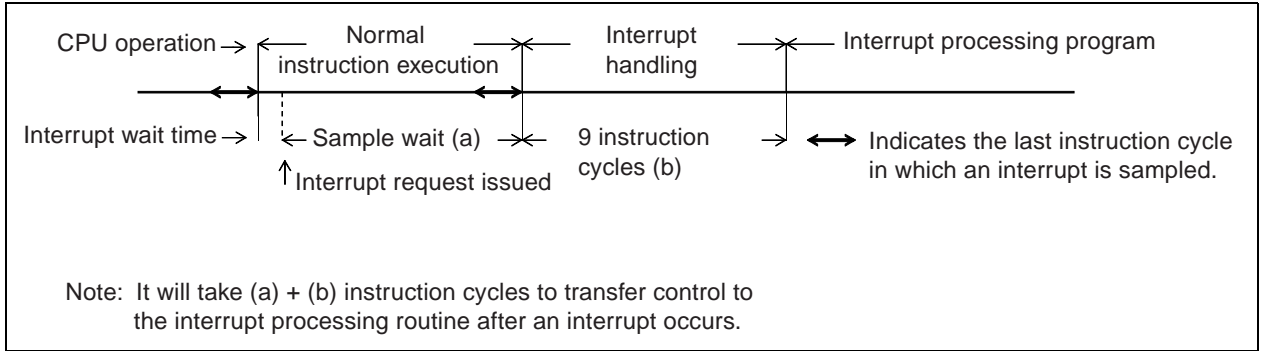 CPU operation
Normal
instruction execution
Interrupt
handling
Interrupt processing program
Interrupt wait time
Sample wait (a)
9 instruction
cycles (b)
Indicates the last instruction cycle
in which an interrupt is sampled.
Interrupt request issued
Note: It will take (a) + (b) instruction cycles to transfer control to
the interrupt processing routine after an interrupt occurs.